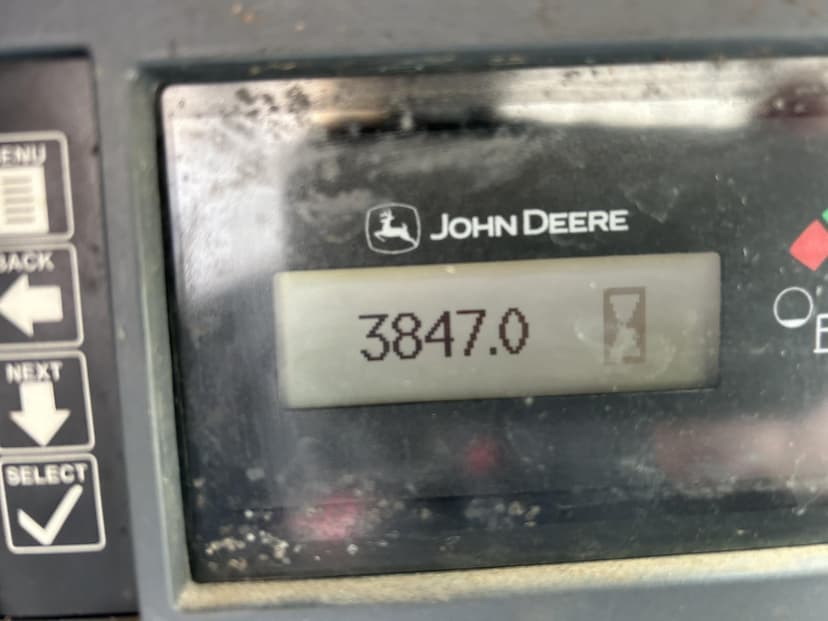 MENU
BACK
NEXT
SELECT
JOHN DEERE
3847.0